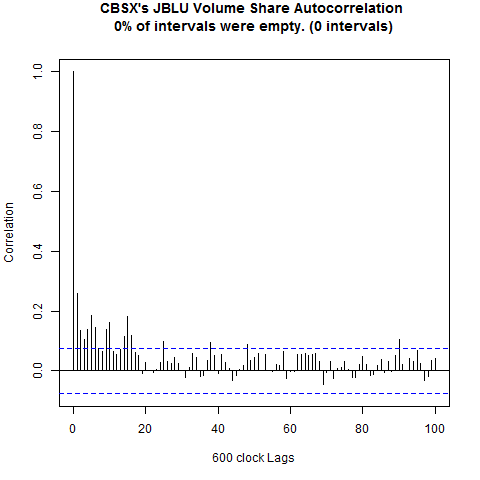 CBSX's JBLU Volume Share Autocorrelation
0% of intervals were empty. (0 intervals)
1.0
0.8
0.6
0.4
0.2
0.0
Correlation
0 20 40 60 80 100
600 clock Lags